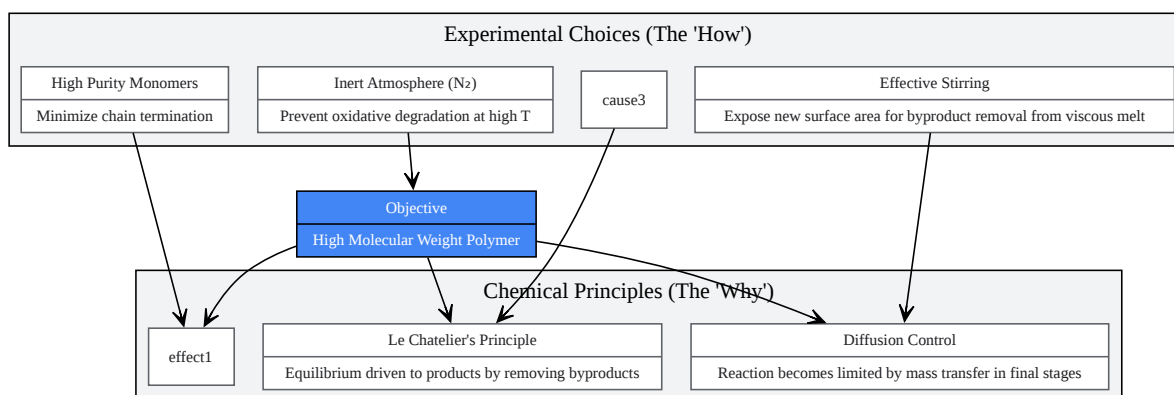 Experimental Choices (The 'How')
High Purity Monomers
Minimize chain termination
Inert Atmosphere (N₂)
Prevent oxidative degradation at high T
cause3
Effective Stirring
Expose new surface area for byproduct removal from viscous melt
Objective
High Molecular Weight Polymer
Chemical Principles (The 'Why')
effect1
Le Chatelier's Principle
Equilibrium driven to products by removing byproducts
Diffusion Control
Reaction becomes limited by mass transfer in final stages